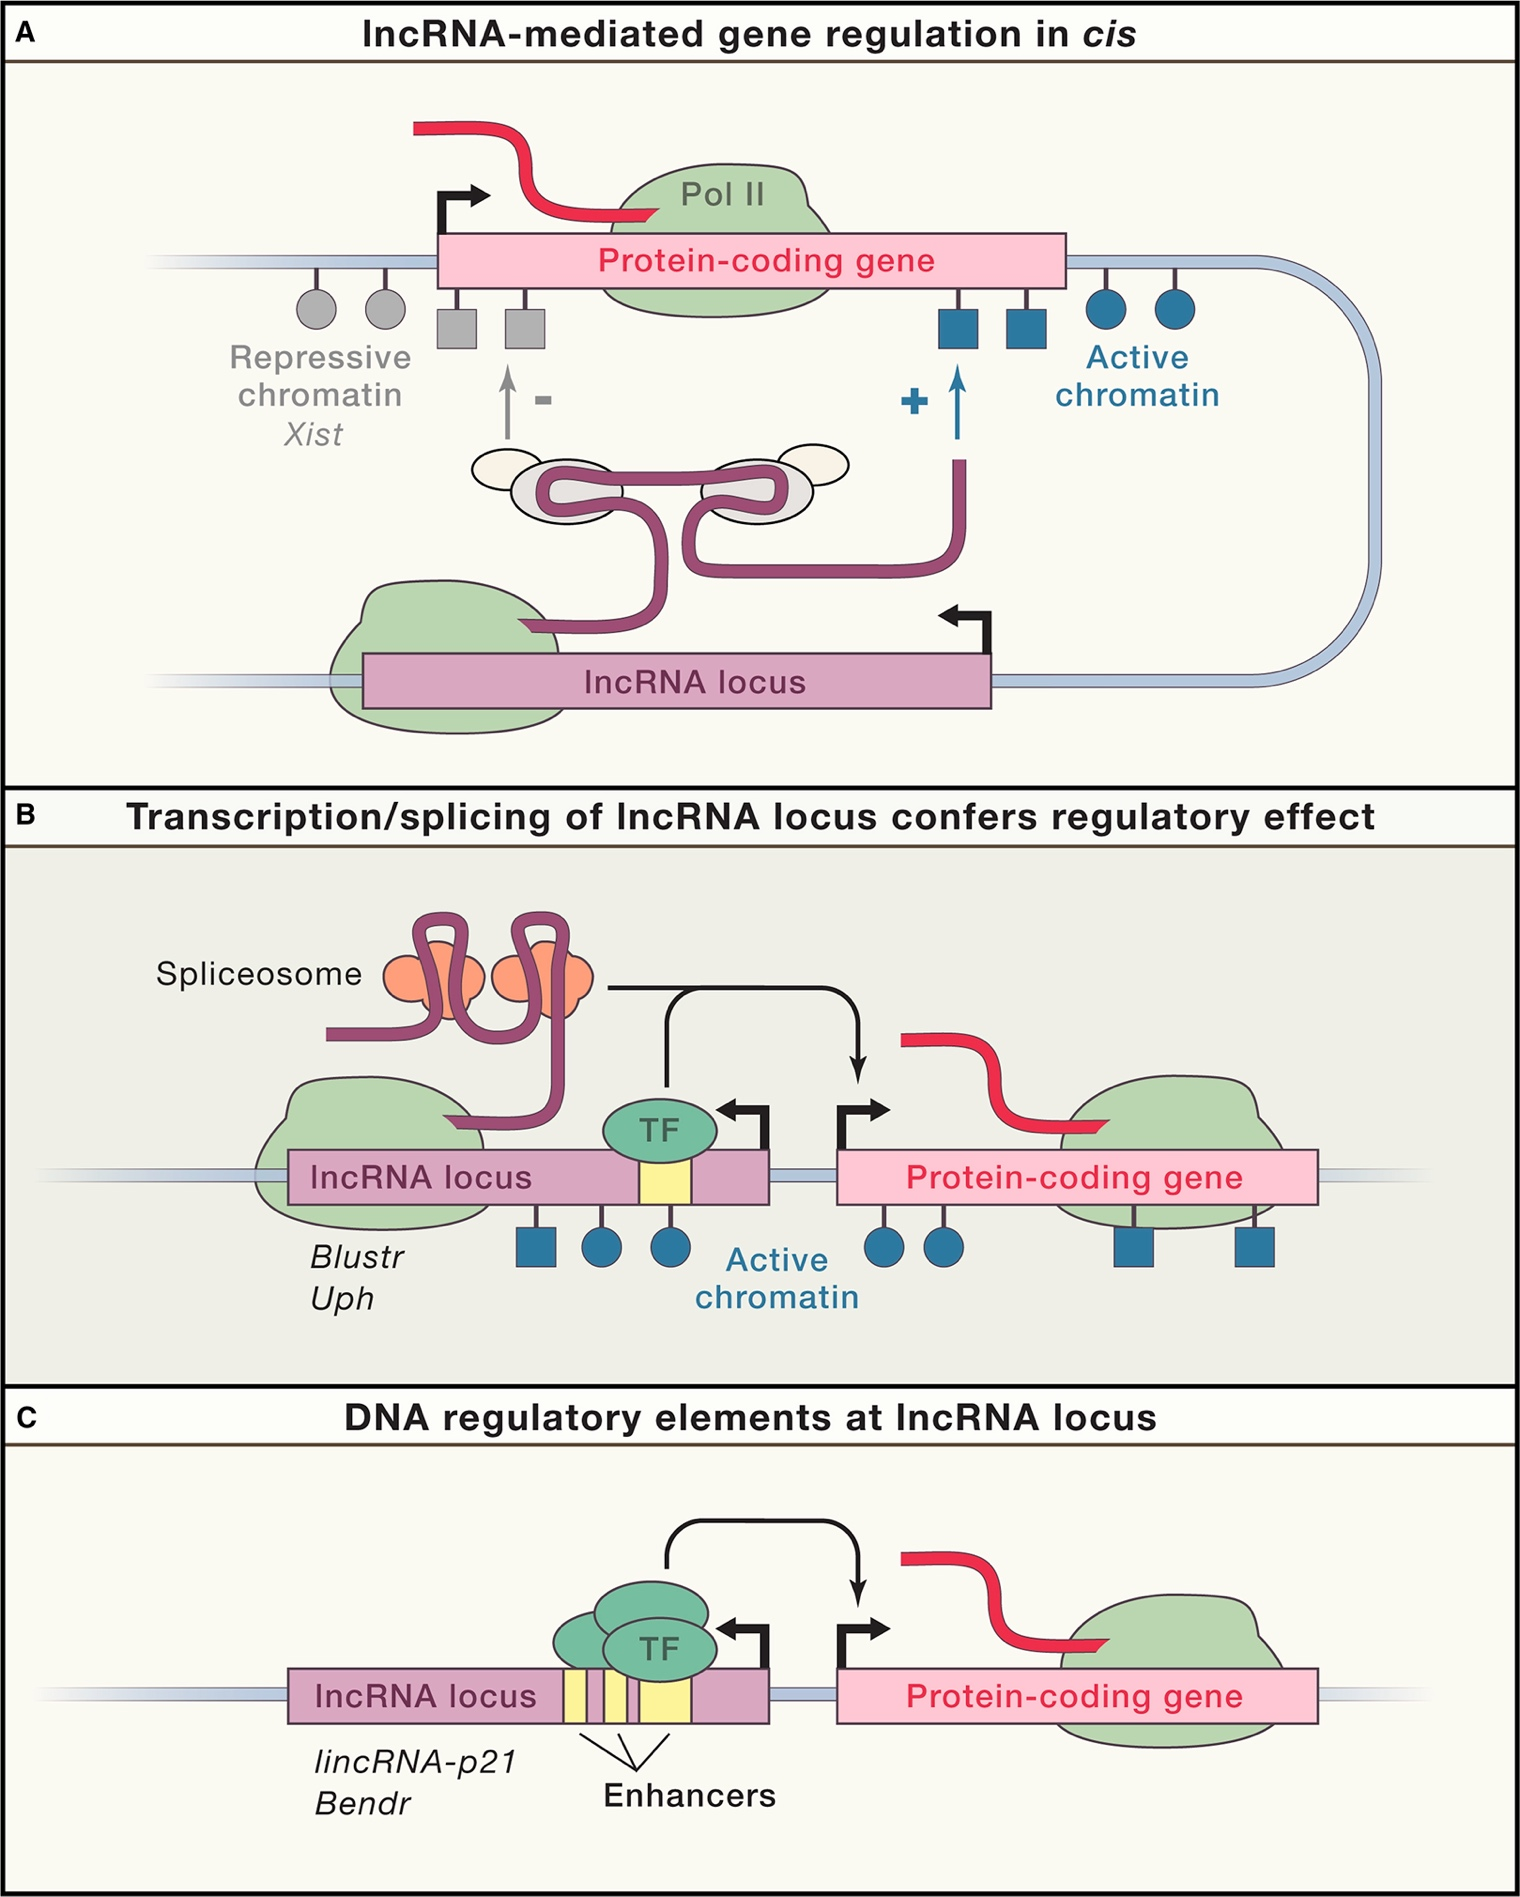 A
lncRNA-mediated gene regulation in cis
Pol II
Protein-coding gene
Repressive
chromatin
Xist
-
+
Active
chromatin
lncRNA locus
B
Transcription/splicing of lncRNA locus confers regulatory effect
Spliceosome
TF
lncRNA locus
Protein-coding gene
Blustr
Uph
Active
chromatin
C
DNA regulatory elements at lncRNA locus
TF
lncRNA locus
Protein-coding gene
lincRNA-p21
Bendr
Enhancers